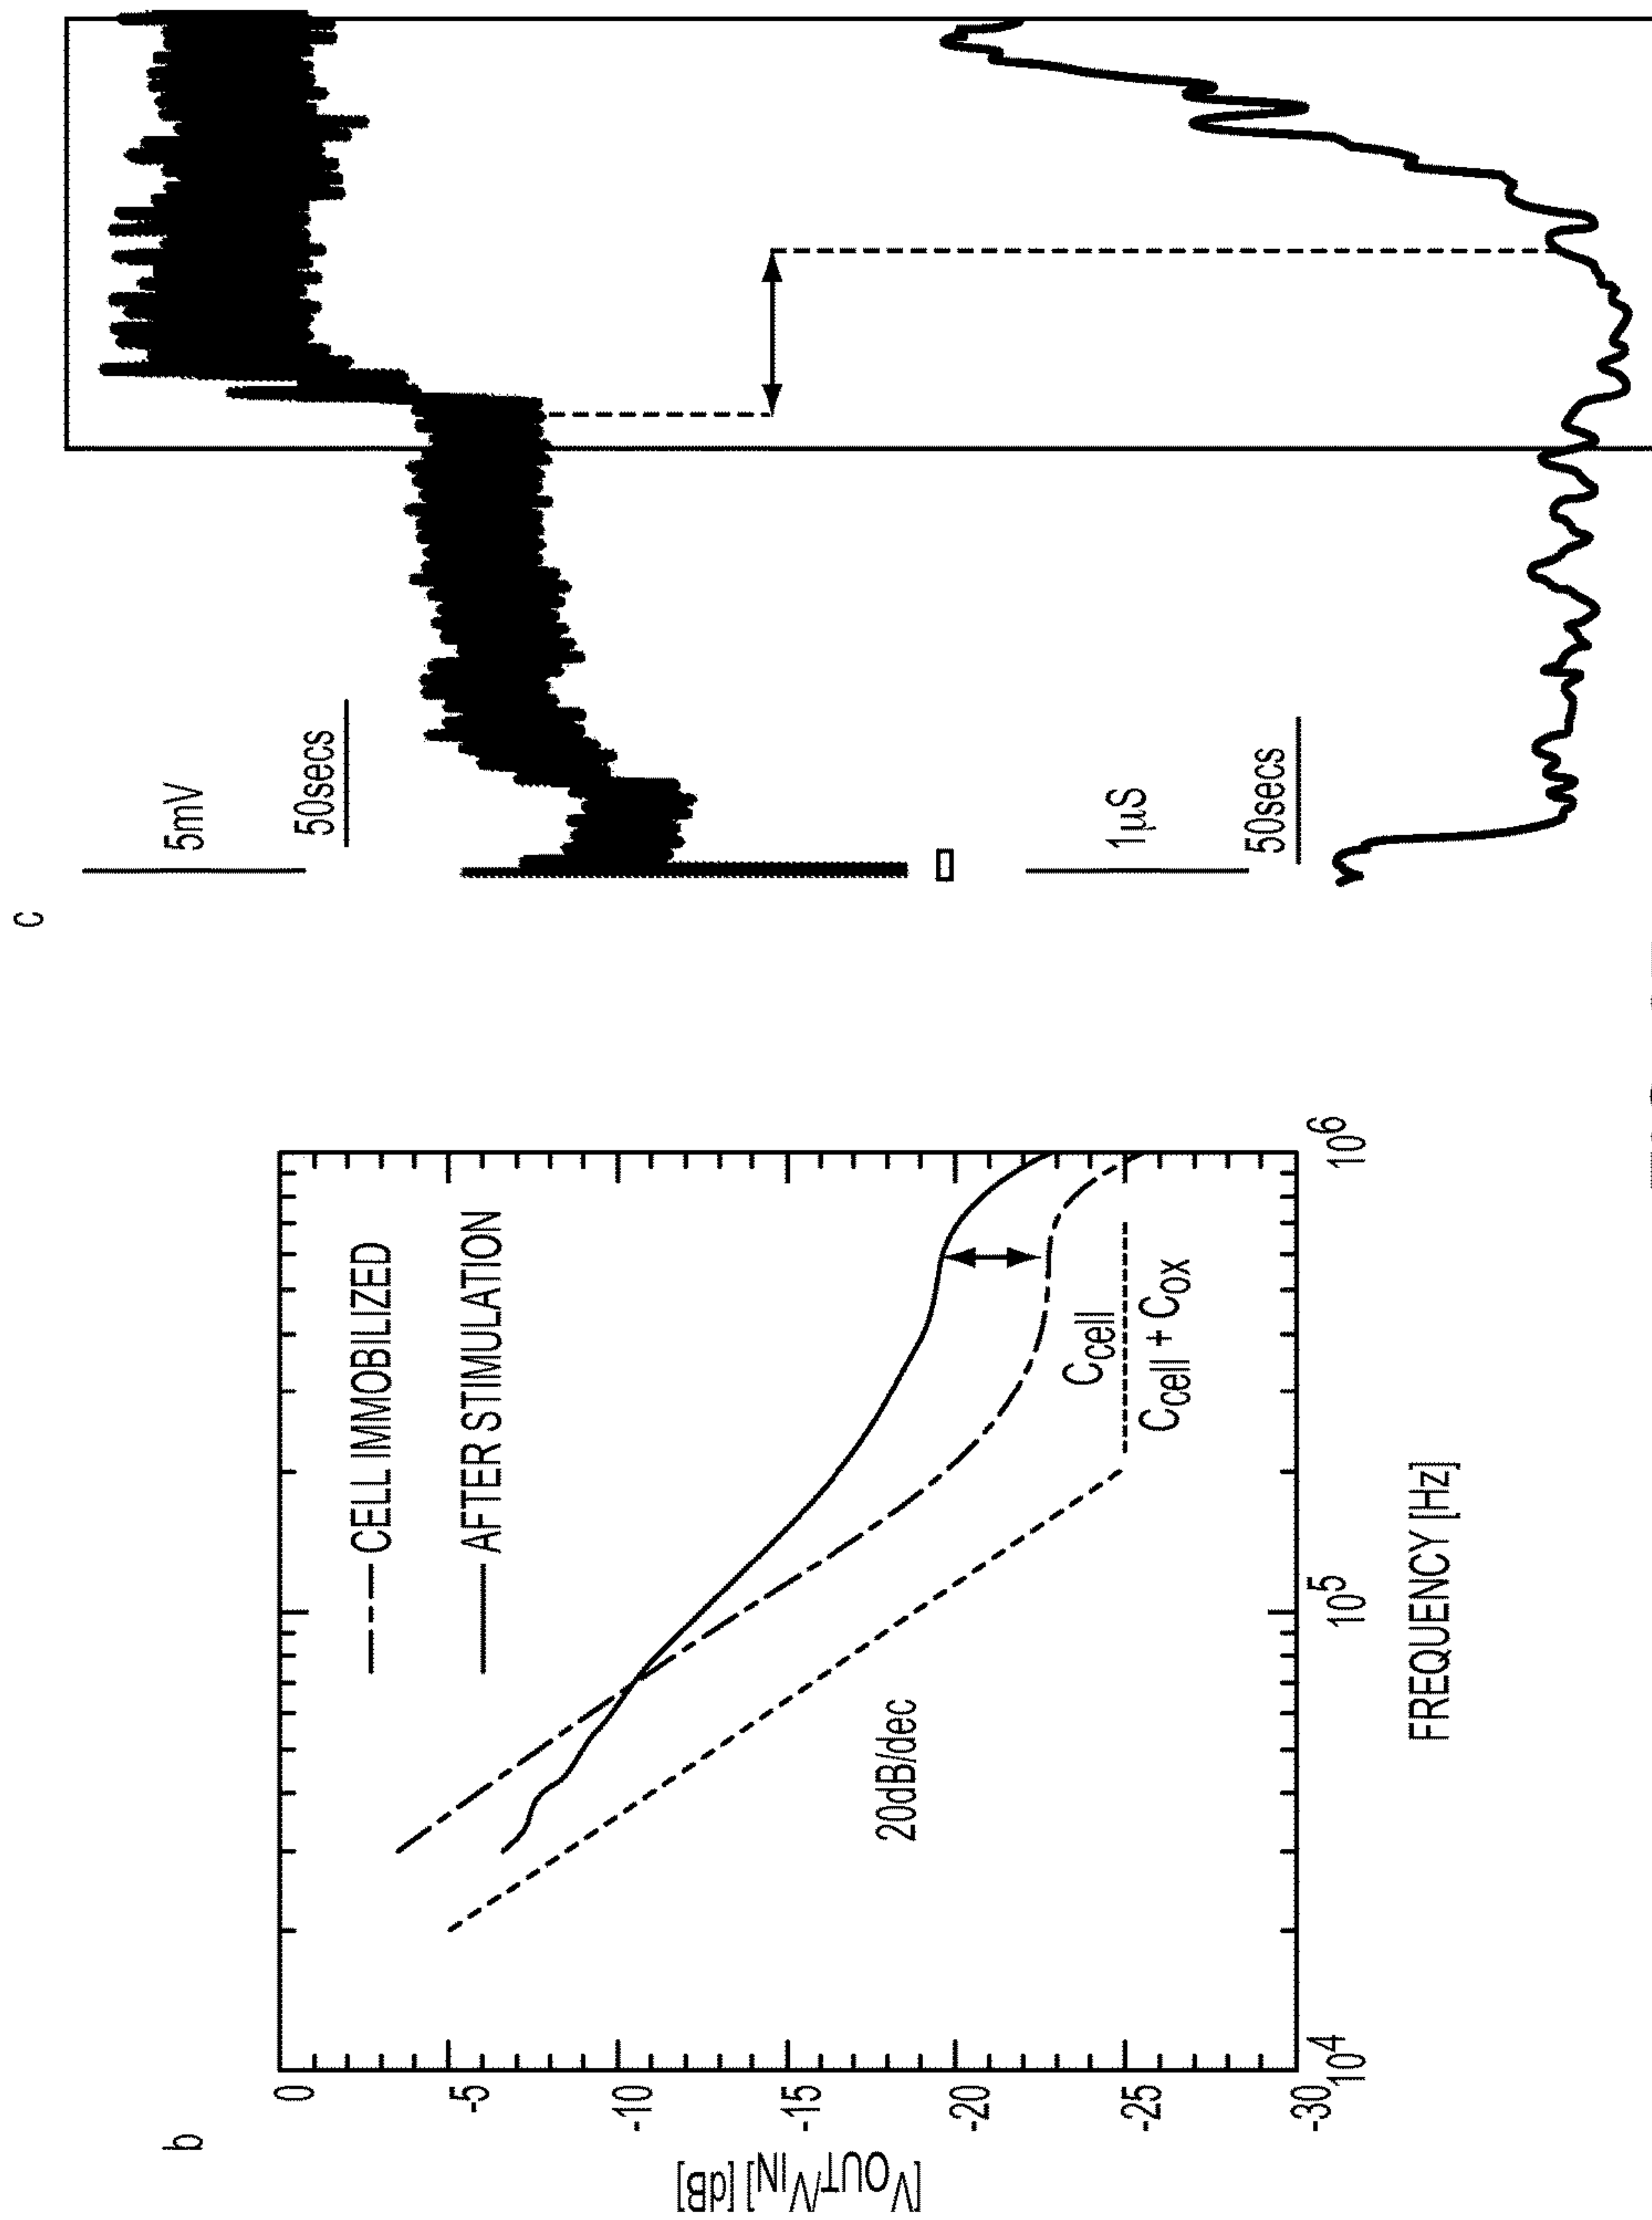 b
[V_OUT/V_IN] [dB]
0
-5
-10
-15
-20
-25
-30
CELL IMMOBILIZED
AFTER STIMULATION
20dB/dec
C_cell
C_cell + C_ox
10^4
10^5
10^6
FREQUENCY [Hz]
c
5mV
50secs
1µS
50secs